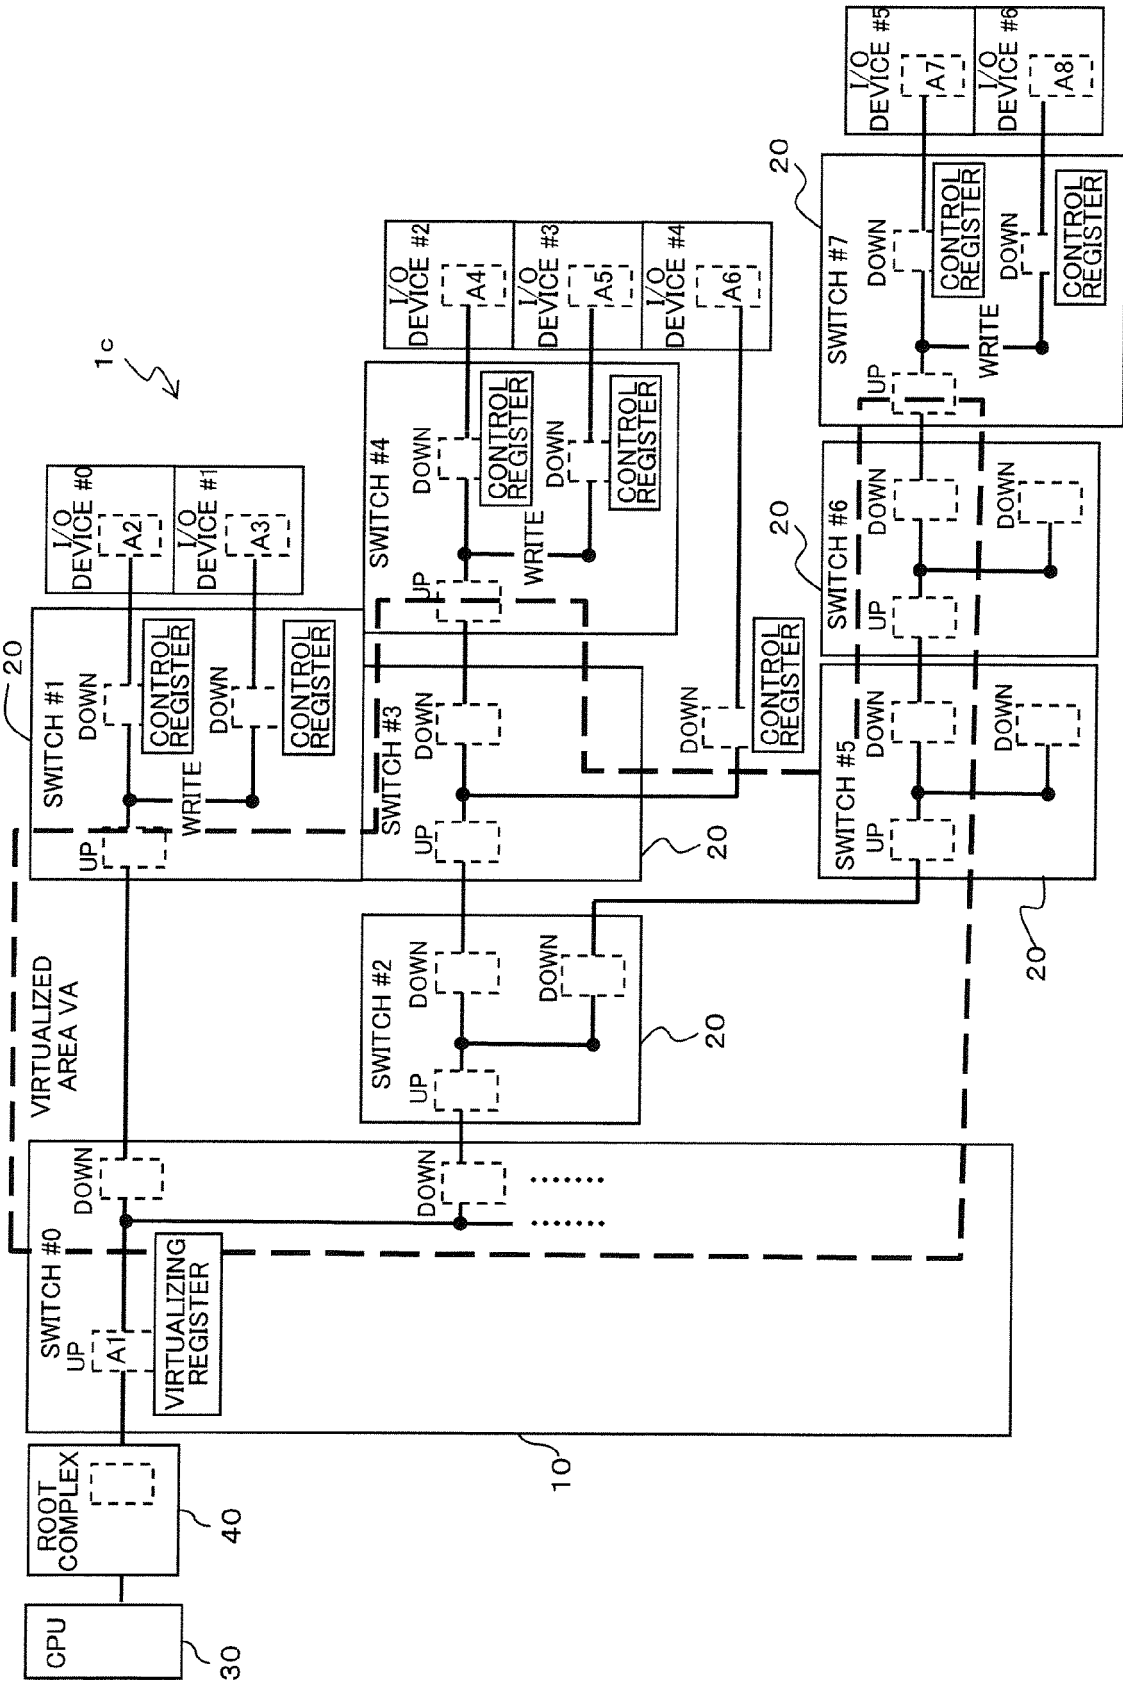 1c
CPU
30
ROOT
COMPLEX
40
SWITCH #0
UP
A1
VIRTUALIZING
REGISTER
DOWN
DOWN
10
VIRTUALIZED
AREA VA
20
SWITCH #1
UP
WRITE
DOWN
CONTROL
REGISTER
DOWN
CONTROL
REGISTER
I/O
DEVICE #0
A2
I/O
DEVICE #1
A3
SWITCH #2
UP
DOWN
DOWN
20
SWITCH #3
UP
DOWN
DOWN
CONTROL
REGISTER
20
SWITCH #4
UP
WRITE
DOWN
CONTROL
REGISTER
DOWN
CONTROL
REGISTER
I/O
DEVICE #2
A4
I/O
DEVICE #3
A5
I/O
DEVICE #4
A6
SWITCH #5
UP
DOWN
DOWN
20
SWITCH #6
UP
DOWN
DOWN
20
SWITCH #7
UP
WRITE
DOWN
CONTROL
REGISTER
DOWN
CONTROL
REGISTER
20
I/O
DEVICE #5
A7
I/O
DEVICE #6
A8